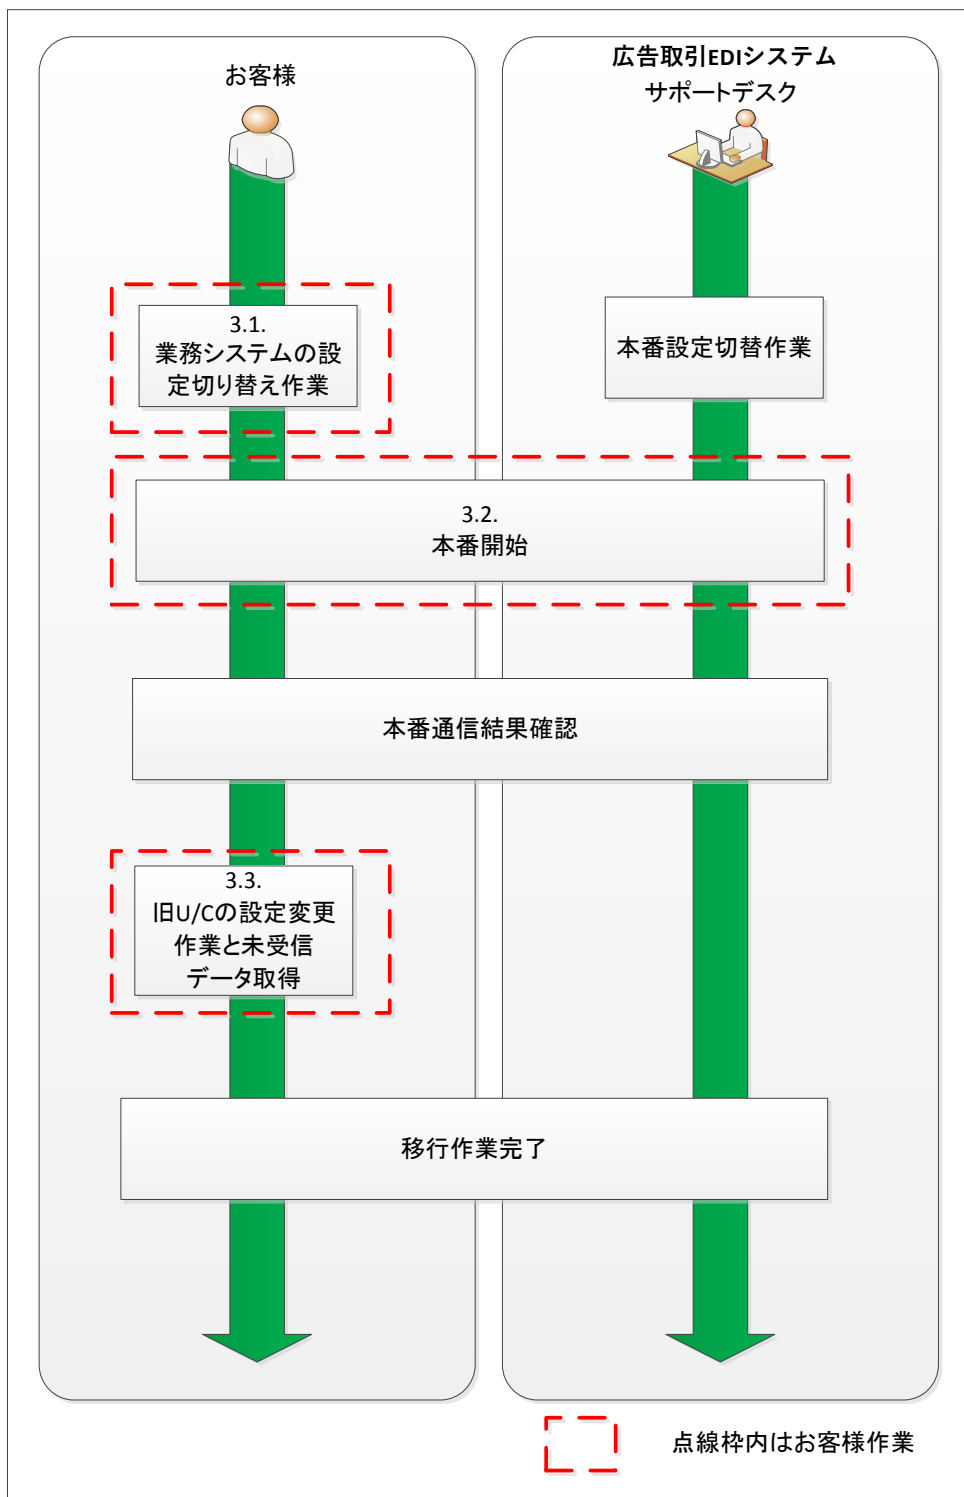 お客様
広告取引EDIシステム
サポートデスク
3.1.
業務システムの設
定切り替え作業
本番設定切替作業
3.2.
本番開始
本番通信結果確認
3.3.
旧U/Cの設定変更
作業と未受信
データ取得
移行作業完了
点線枠内はお客様作業